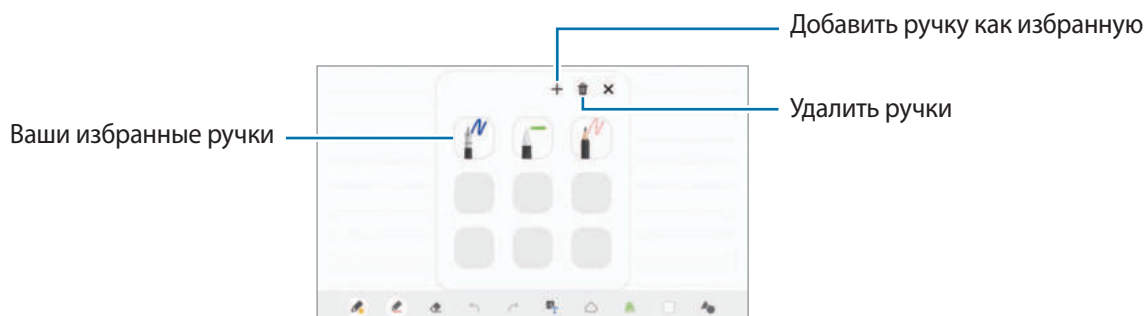 Добавить ручку как избранную
Удалить ручки
Ваши избранные ручки